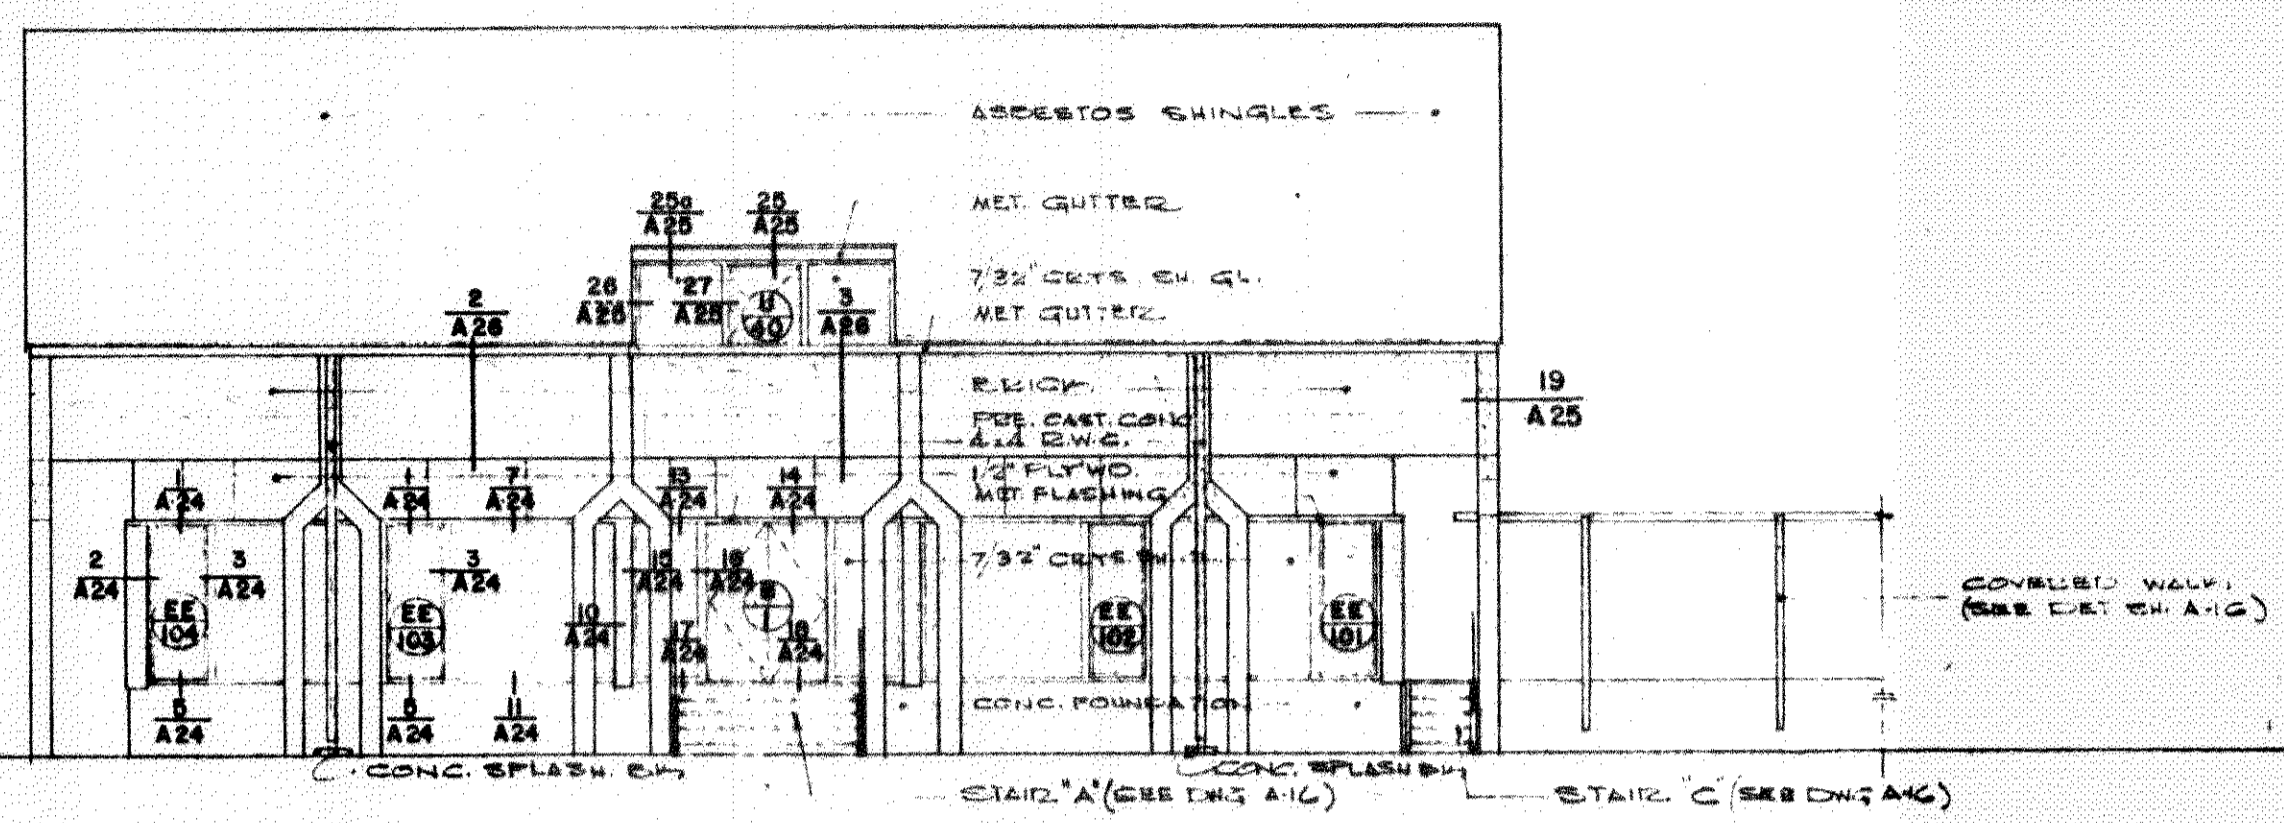 ASBESTOS SHINGLES
MET. GUTTER
25a
A25
25
A25
7/32" CRYS. SH. GL.
MET GUTTER.
26
A25
27
A25
U
40
3
A26
2
A26
BRICK
PRE. CAST. CONC
4x4 R.W.C.
1/2" PLYWD.
MET. FLASHING
19
A25
1
A24
1
A24
7
A24
13
A24
14
A24
2
A24
3
A24
3
A24
15
A24
16
A24
7/32" CRYS SH.
EE
104
EE
103
10
A24
1
17
A24
18
A24
EE
102
EE
101
COVERED WALK.
(SEE DET SH. A-16)
5
A24
5
A24
11
A24
CONC. FOUNDATION
CONC. SPLASH. BK
CONC. SPLASH BK
STAIR "A" (SEE DWG A-16)
STAIR. "C" (SEE DWG A-16)